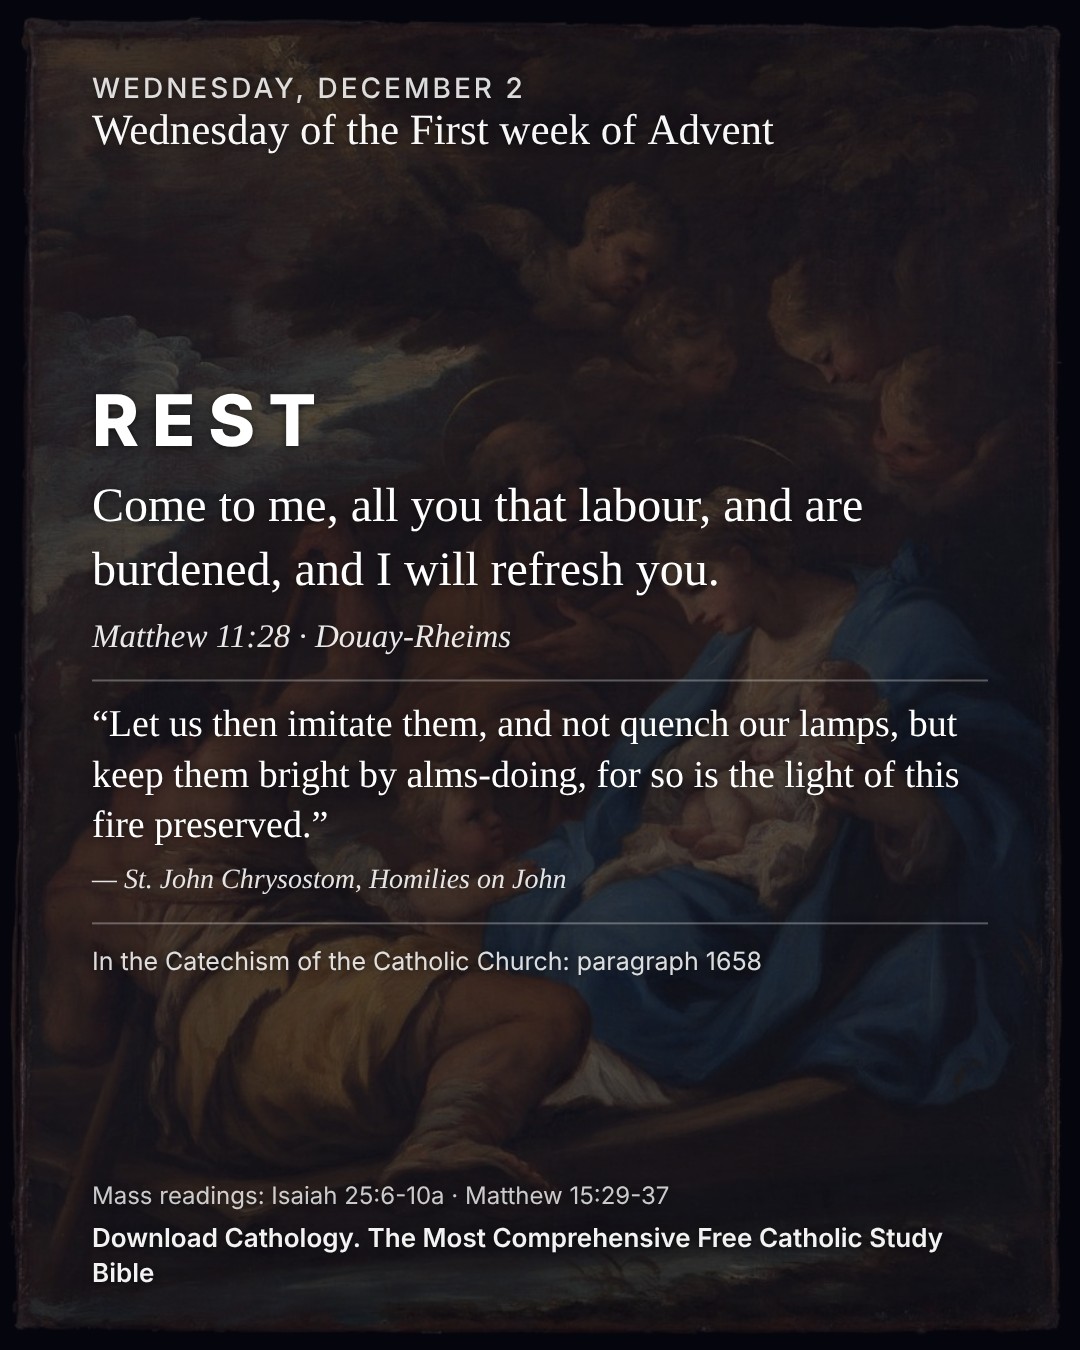 WEDNESDAY, DECEMBER 2
Wednesday of the First week of Advent
REST
Come to me, all you that labour, and are
burdened, and I will refresh you.
Matthew 11:28 · Douay-Rheims
“Let us then imitate them, and not quench our lamps, but
keep them bright by alms-doing, for so is the light of this
fire preserved.”
— St. John Chrysostom, Homilies on John
In the Catechism of the Catholic Church: paragraph 1658
Mass readings: Isaiah 25:6-10a · Matthew 15:29-37
Download Cathology. The Most Comprehensive Free Catholic Study
Bible